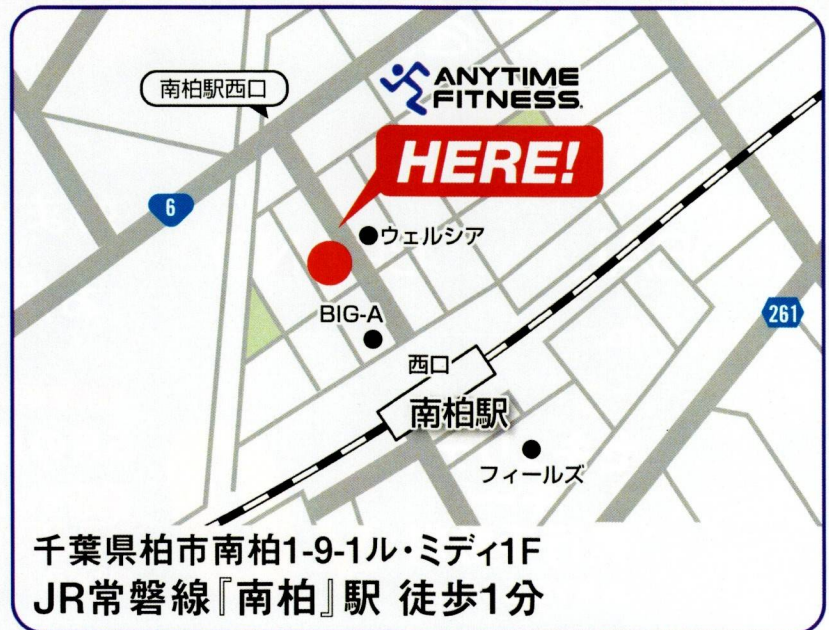 南柏駅西口
ANYTIME
FITNESS.
HERE!
6
ウェルシア
BIG-A
261
西口
南柏駅
フィールズ
千葉県柏市南柏1-9-1ル・ミディ1F
JR常磐線『南柏』駅 徒歩1分